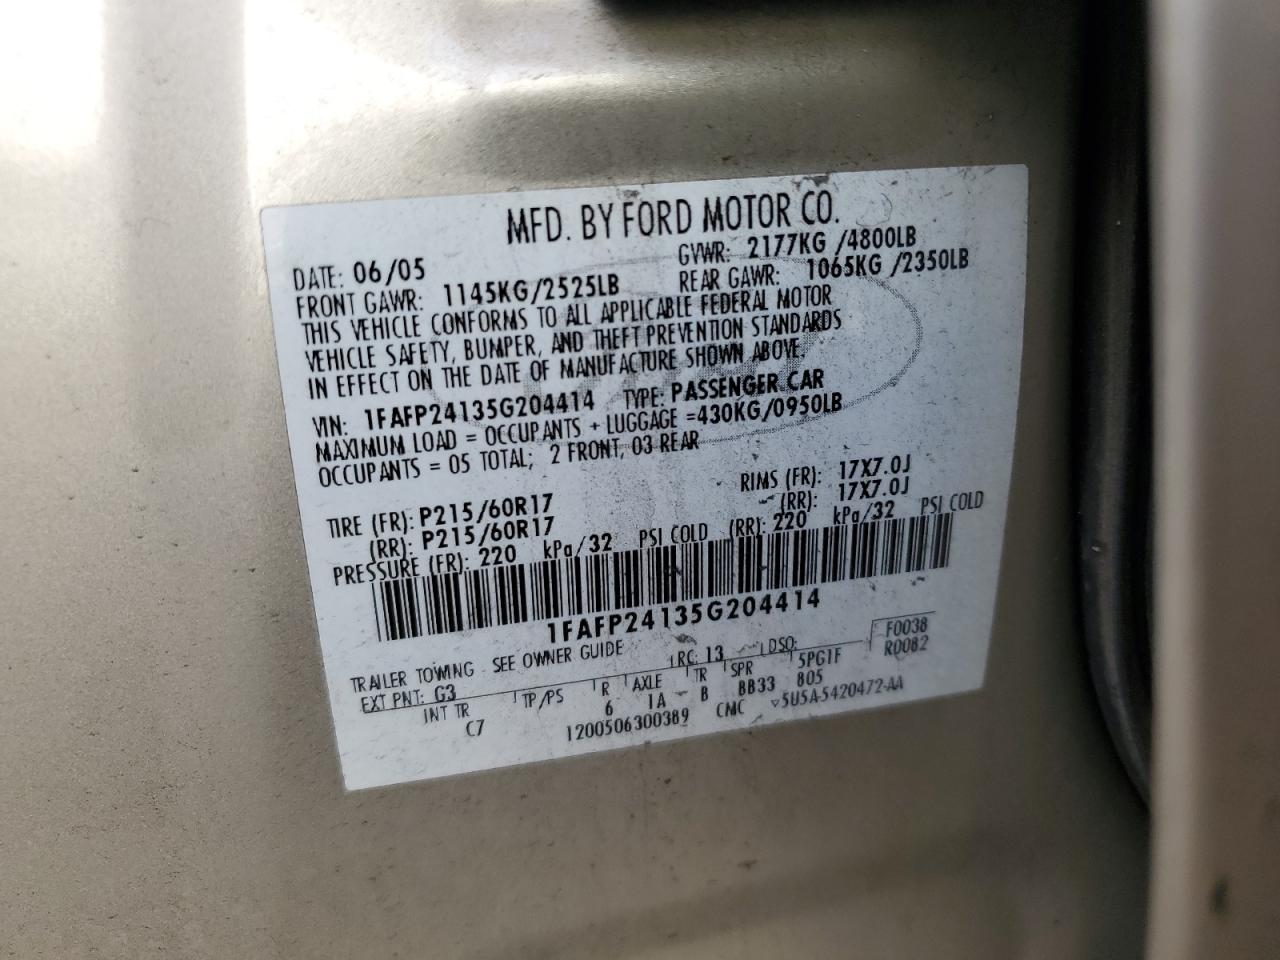 MFD. BY FORD MOTOR CO.
DATE: 06/05 GVWR: 2177KG /4800LB
FRONT GAWR: 1145KG/2525LB REAR GAWR: 1065KG /2350LB
THIS VEHICLE CONFORMS TO ALL APPLICABLE FEDERAL MOTOR
VEHICLE SAFETY, BUMPER, AND THEFT PREVENTION STANDARDS
IN EFFECT ON THE DATE OF MANUFACTURE SHOWN ABOVE.
VIN: 1FAFP24135G204414 TYPE: PASSENGER CAR
MAXIMUM LOAD = OCCUPANTS + LUGGAGE =430KG/0950LB
OCCUPANTS = 05 TOTAL; 2 FRONT, 03 REAR
TIRE (FR): P215/60R17 RIMS (FR): 17X7.0J
(RR): P215/60R17 (RR): 17X7.0J
PRESSURE (FR): 220 kPa/32 PSI COLD (RR): 220 kPa/32 PSI COLD
1FAFP24135G204414
TRAILER TOWING - SEE OWNER GUIDE
EXT PNT: G3 RC: 13 DSO: F0038
R0082
INT TR TP/PS R AXLE TR SPR 5PG1F
C7 6 1A B BB33 805
1200506300389 CMC 5U5A-5420472-AA